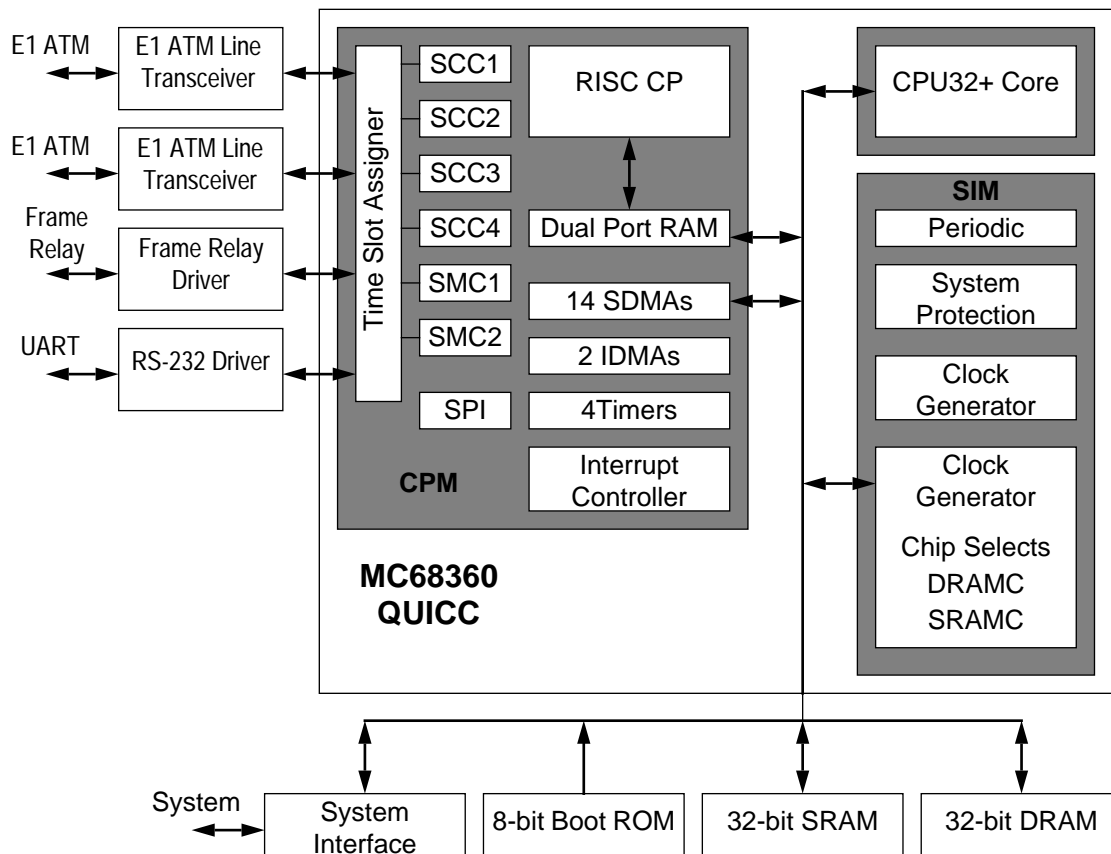 E1 ATM
E1 ATM Line
Transceiver
E1 ATM
E1 ATM Line
Transceiver
Frame
Relay
Frame Relay
Driver
UART
RS-232 Driver
Time Slot Assigner
SCC1
SCC2
SCC3
SCC4
SMC1
SMC2
SPI
CPM
RISC CP
Dual Port RAM
14 SDMAs
2 IDMAs
4Timers
Interrupt
Controller
MC68360
QUICC
CPU32+ Core
SIM
Periodic
System
Protection
Clock
Generator
Clock
Generator
Chip Selects
DRAMC
SRAMC
System
System
Interface
8-bit Boot ROM
32-bit SRAM
32-bit DRAM